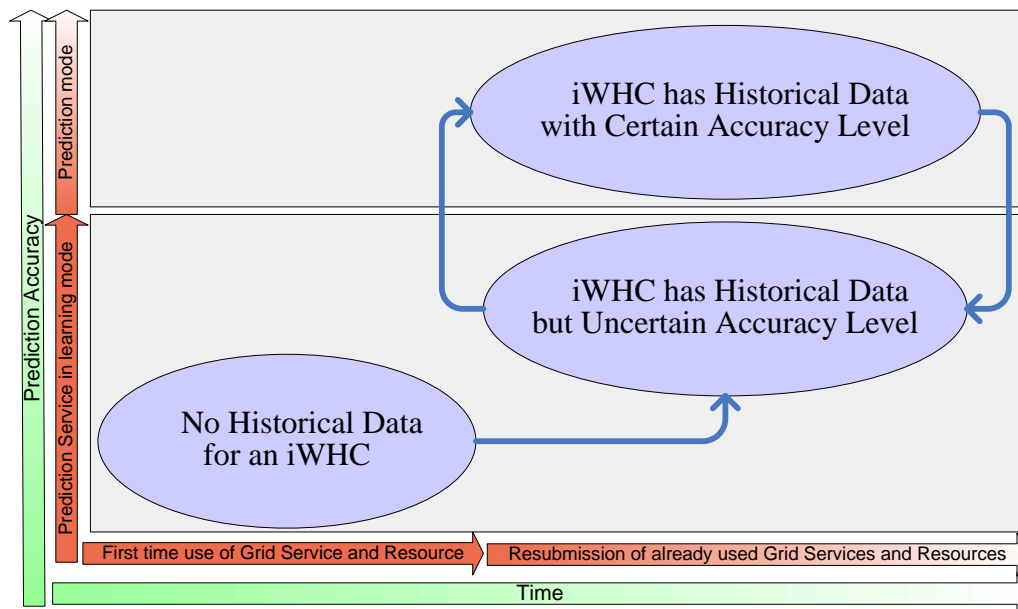 Prediction Accuracy
Prediction mode
Prediction Service in learning mode
iWHC has Historical Data
with Certain Accuracy Level
iWHC has Historical Data
but Uncertain Accuracy Level
No Historical Data
for an iWHC
First time use of Grid Service and Resource
Resubmission of already used Grid Services and Resources
Time